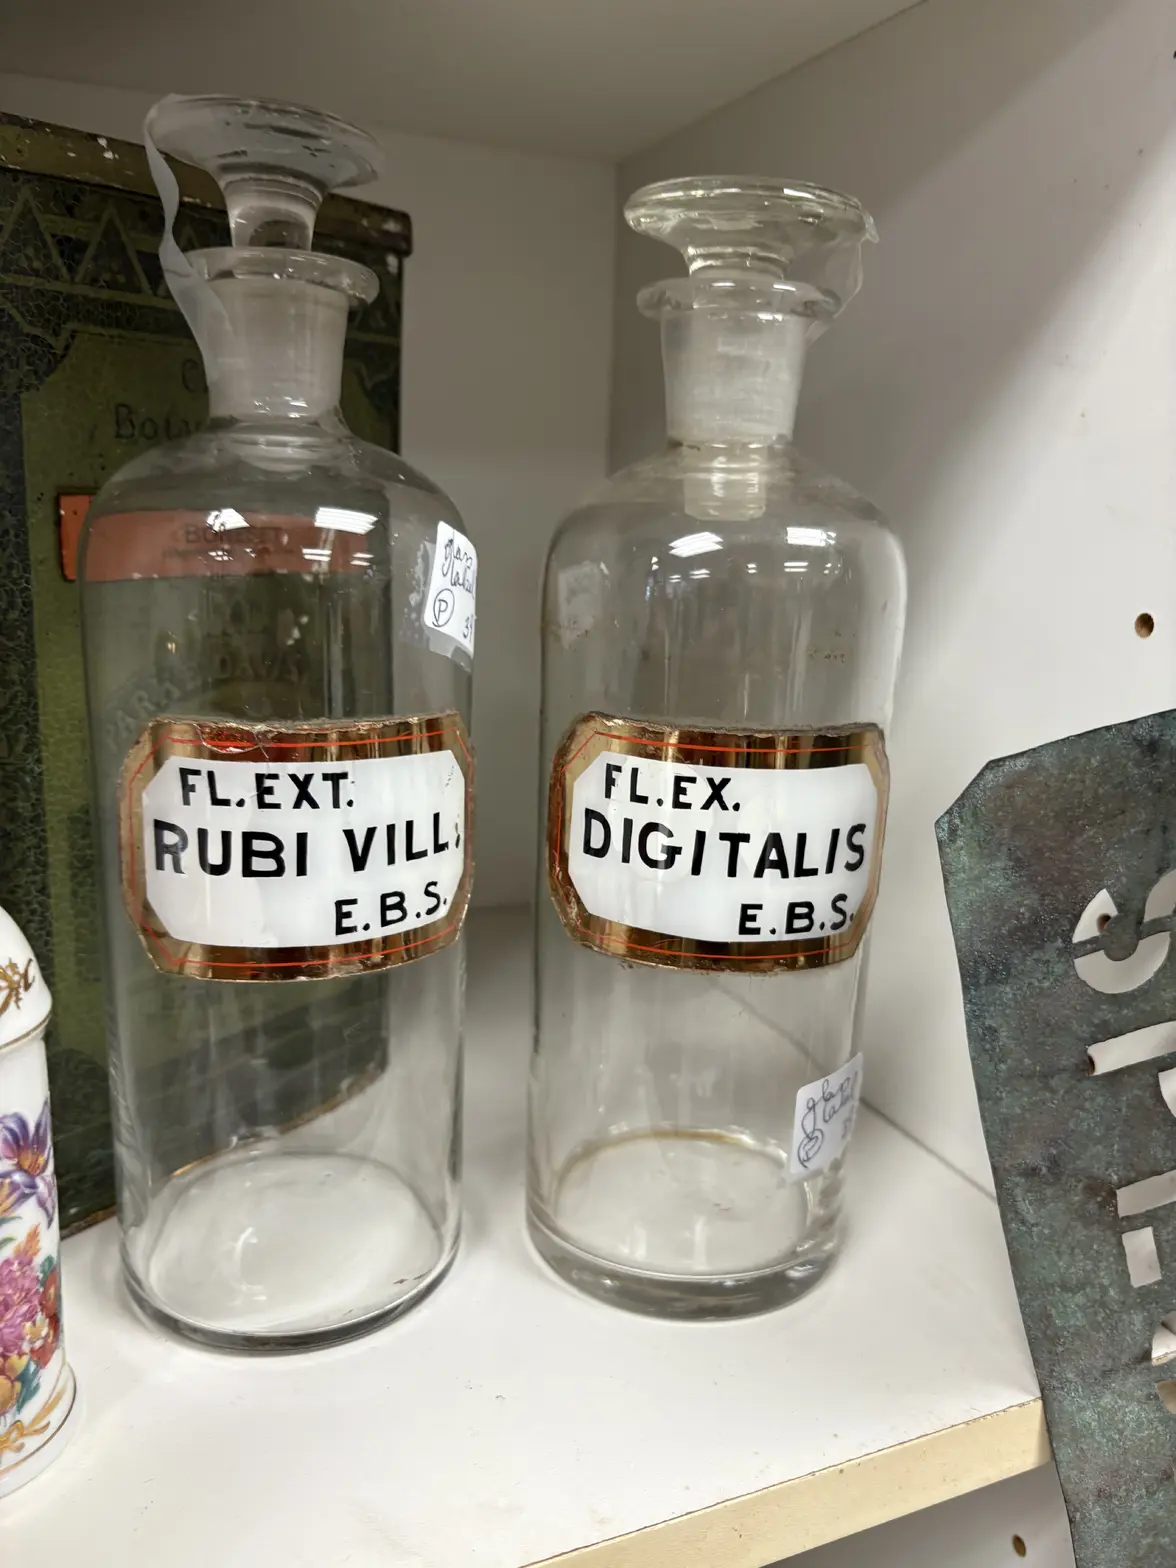 FL.EXT.
RUBI VILL.
E.B.S.
FL.EX.
DIGITALIS
E.B.S.
P